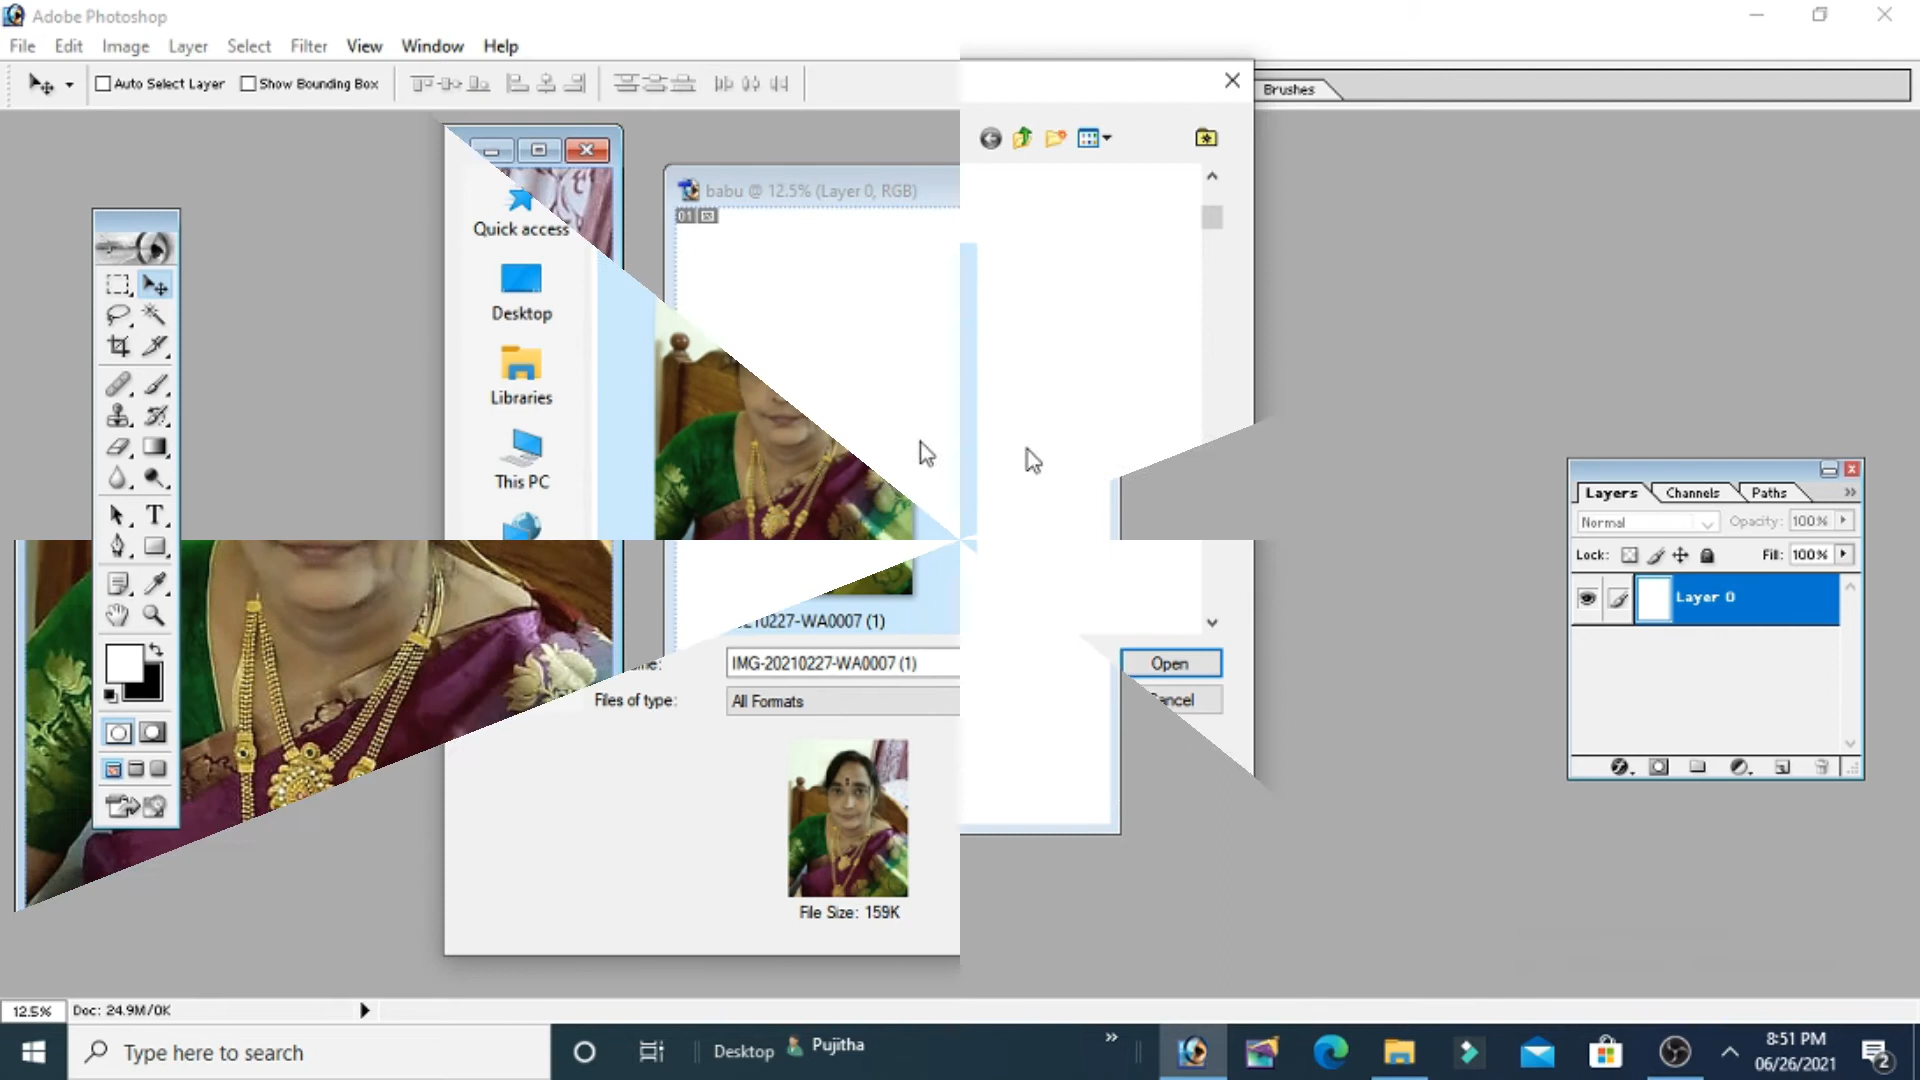 Adobe Photoshop
File Edit Image Layer Select Filter View Window Help
Auto Select Layer Show Bounding Box
Brushes
babu @ 12.5% (Layer 0, RGB)
Quick access
Desktop
Libraries
This PC
Layers Channels Paths
Normal Opacity: 100%
Lock: Fill: 100%
Layer 0
10227-WA0007 (1)
IMG-20210227-WA0007 (1)
Open
Files of type: All Formats
ancel
File Size: 159K
12.5% Doc: 24.9M/0K
Type here to search
Desktop
Pujitha
8:51 PM
06/26/2021
2